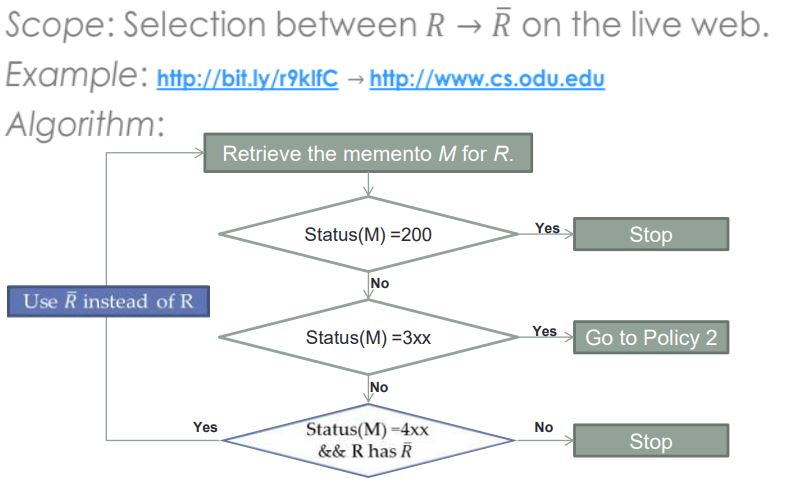 Scope: Selection between R → R̄ on the live web.
Example: http://bit.ly/r9kIfC → http://www.cs.odu.edu
Algorithm:
Retrieve the memento M for R.
Status(M) =200
Yes
Stop
No
Use R̄ instead of R
Status(M) =3xx
Yes
Go to Policy 2
No
Yes
Status(M) =4xx
&& R has R̄
No
Stop